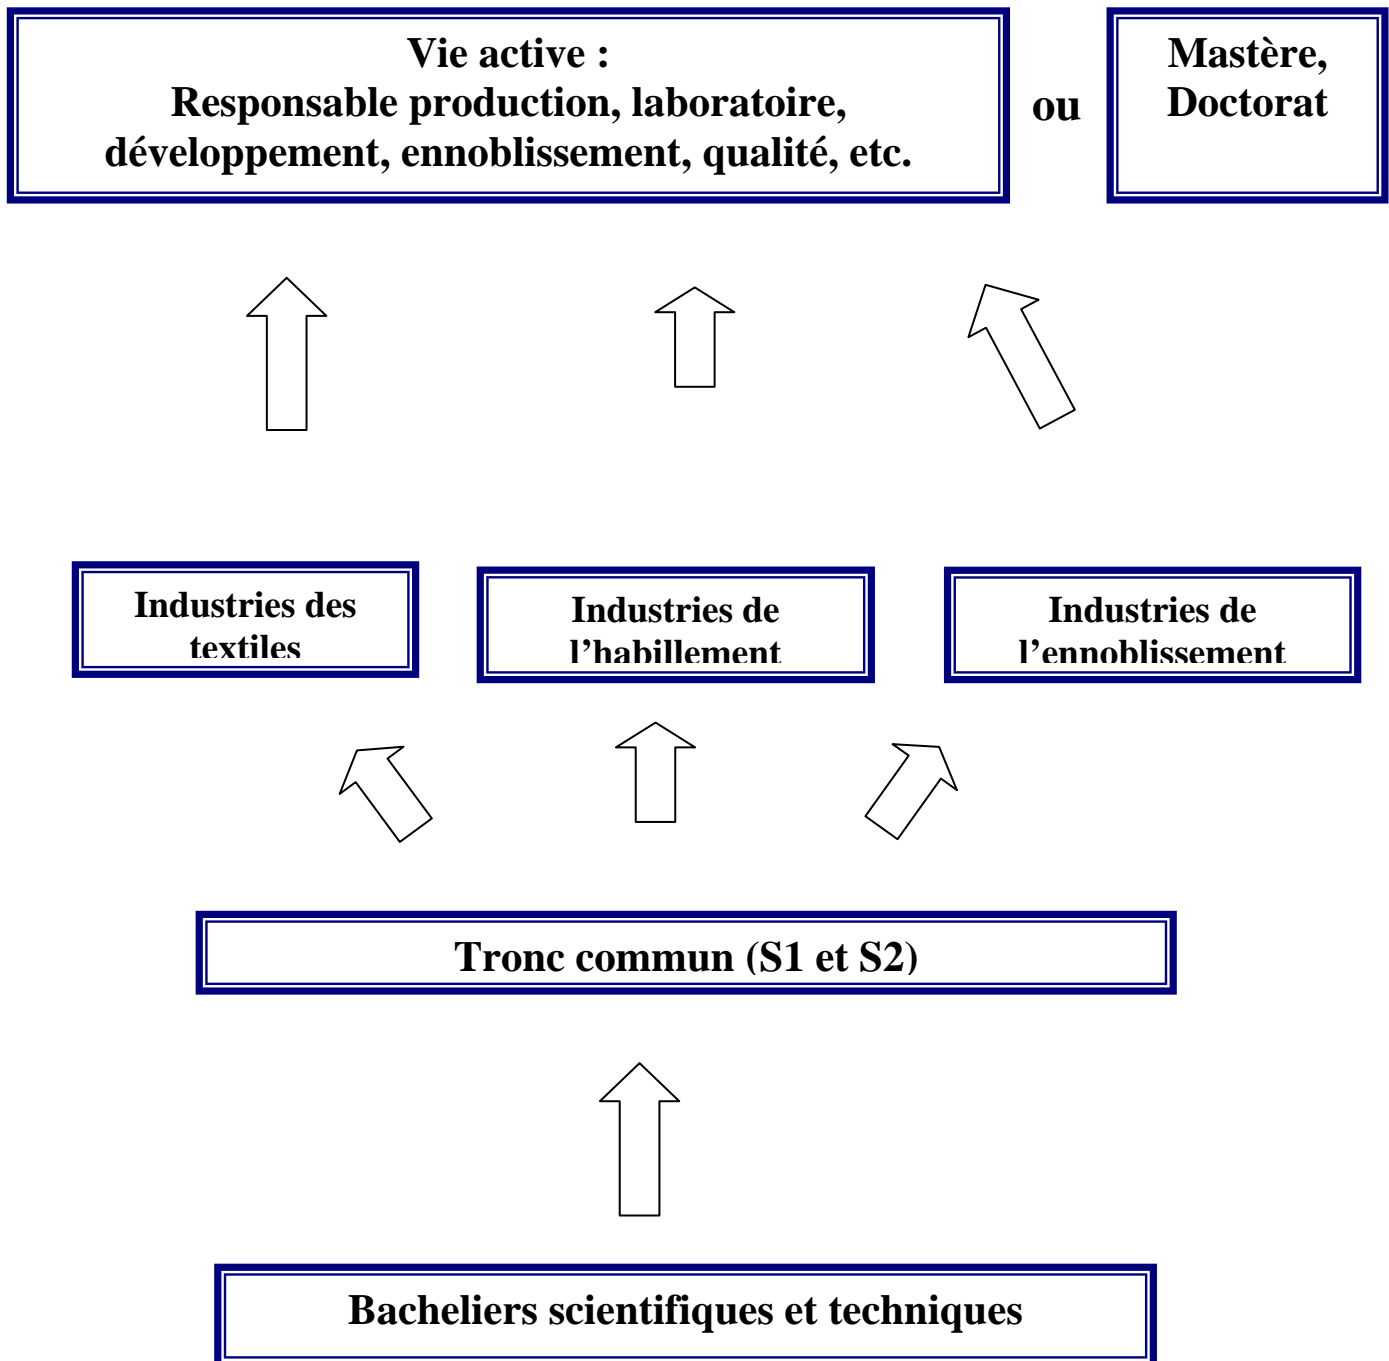 Vie active :
Responsable production, laboratoire,
développement, ennoblissement, qualité, etc.
ou
Mastère,
Doctorat
Industries des
textiles
Industries de
l’habillement
Industries de
l’ennoblissement
Tronc commun (S1 et S2)
Bacheliers scientifiques et techniques